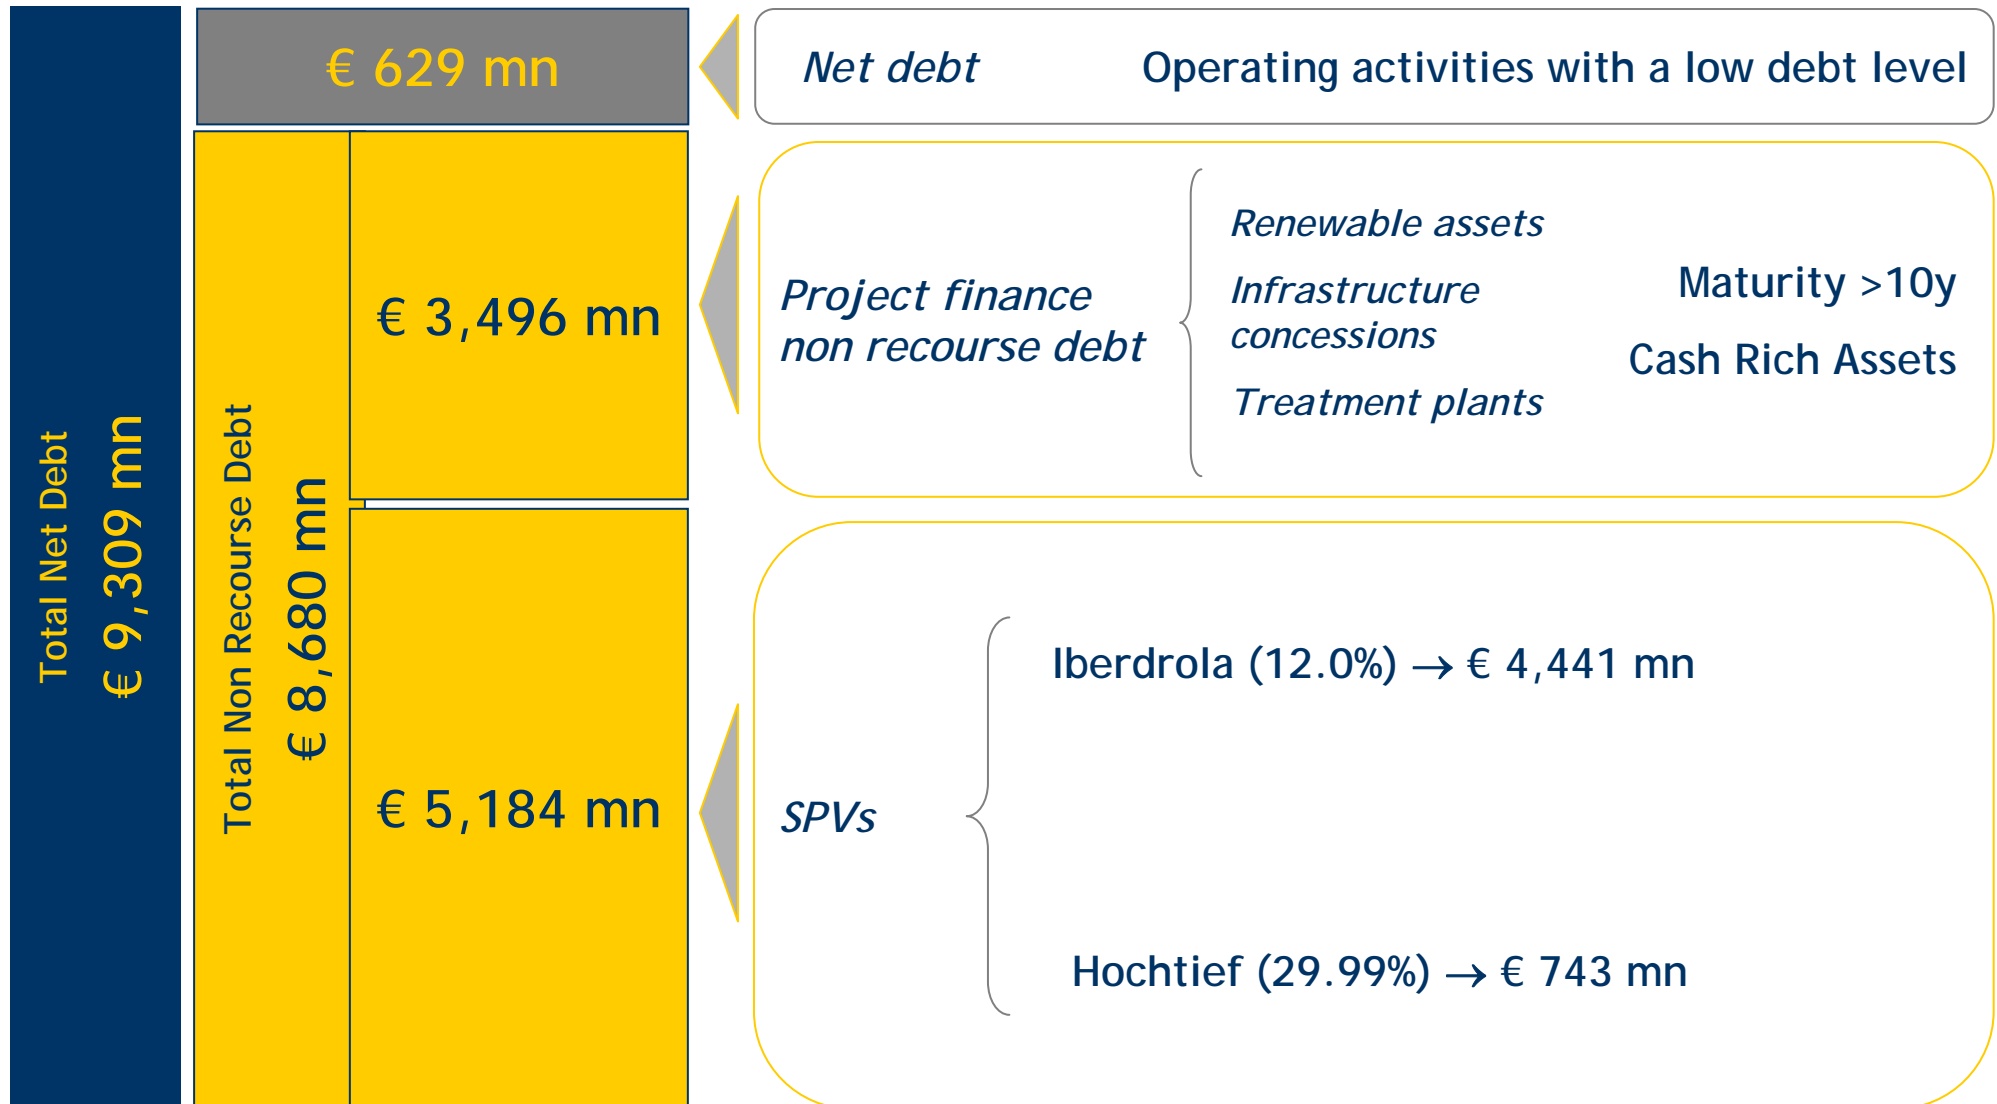 Total Net Debt
€ 9,309 mn
€ 629 mn
Net debt
Operating activities with a low debt level
Total Non Recourse Debt
€ 8,680 mn
€ 3,496 mn
Project finance
non recourse debt
Renewable assets
Infrastructure
concessions
Treatment plants
Maturity >10y
Cash Rich Assets
€ 5,184 mn
SPVs
Iberdrola (12.0%) → € 4,441 mn
Hochtief (29.99%) → € 743 mn